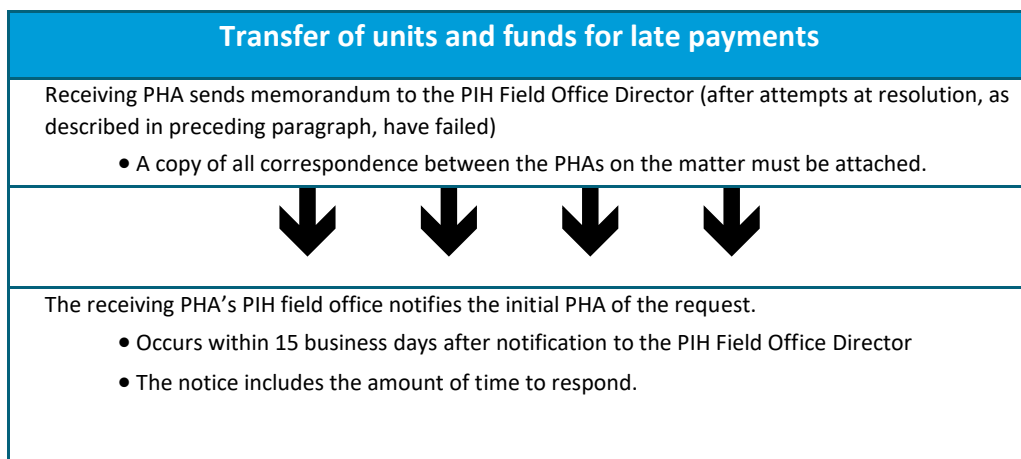 Transfer of units and funds for late payments
Receiving PHA sends memorandum to the PIH Field Office Director (after attempts at resolution, as
described in preceding paragraph, have failed)
• A copy of all correspondence between the PHAs on the matter must be attached.
The receiving PHA’s PIH field office notifies the initial PHA of the request.
• Occurs within 15 business days after notification to the PIH Field Office Director
• The notice includes the amount of time to respond.